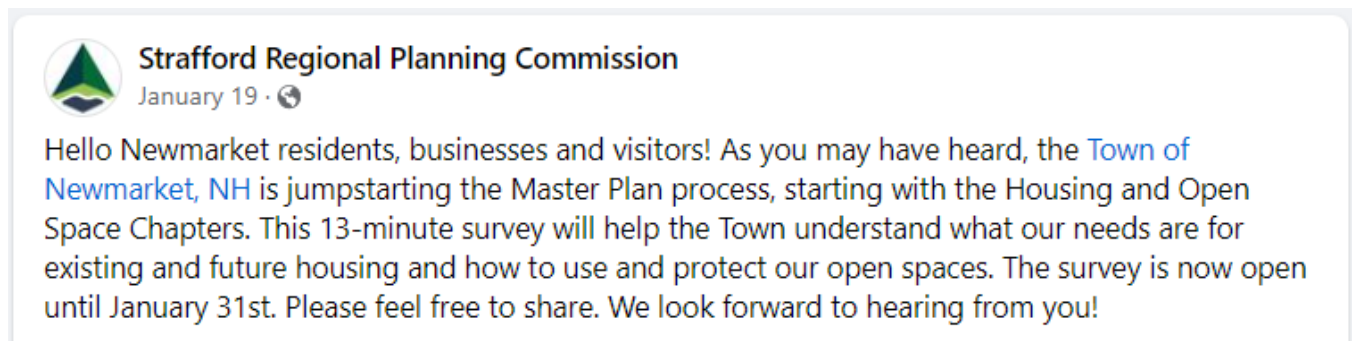 Strafford Regional Planning Commission
January 19 ·
Hello Newmarket residents, businesses and visitors! As you may have heard, the Town of
Newmarket, NH is jumpstarting the Master Plan process, starting with the Housing and Open
Space Chapters. This 13-minute survey will help the Town understand what our needs are for
existing and future housing and how to use and protect our open spaces. The survey is now open
until January 31st. Please feel free to share. We look forward to hearing from you!